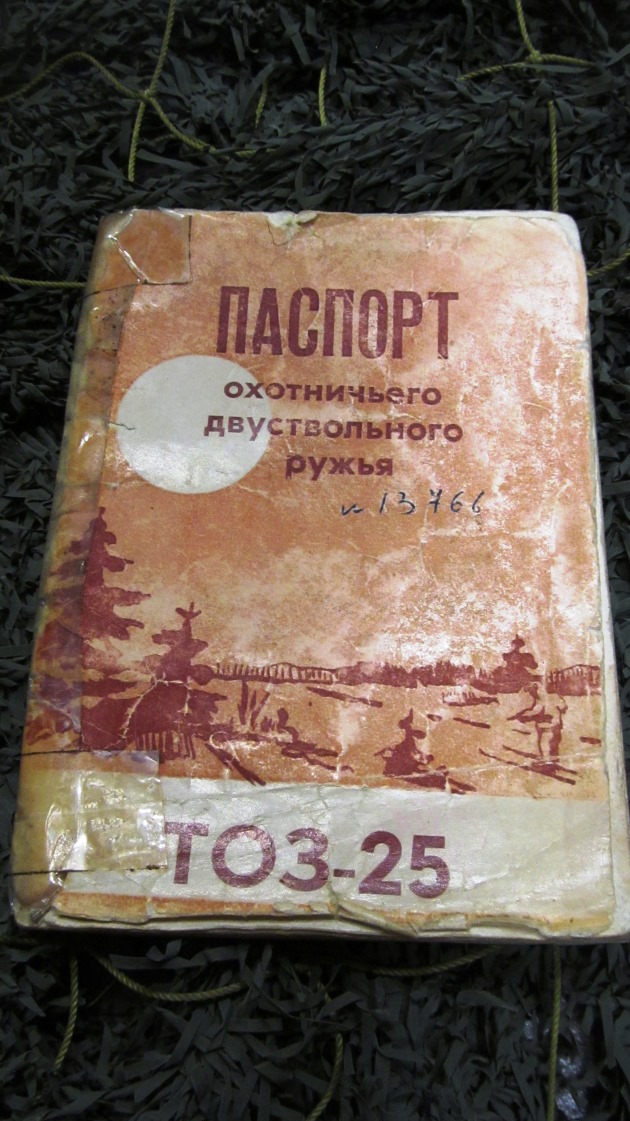 ПАСПОРТ
охотничьего
двуствольного
ружья
и 13766
ТОЗ-25